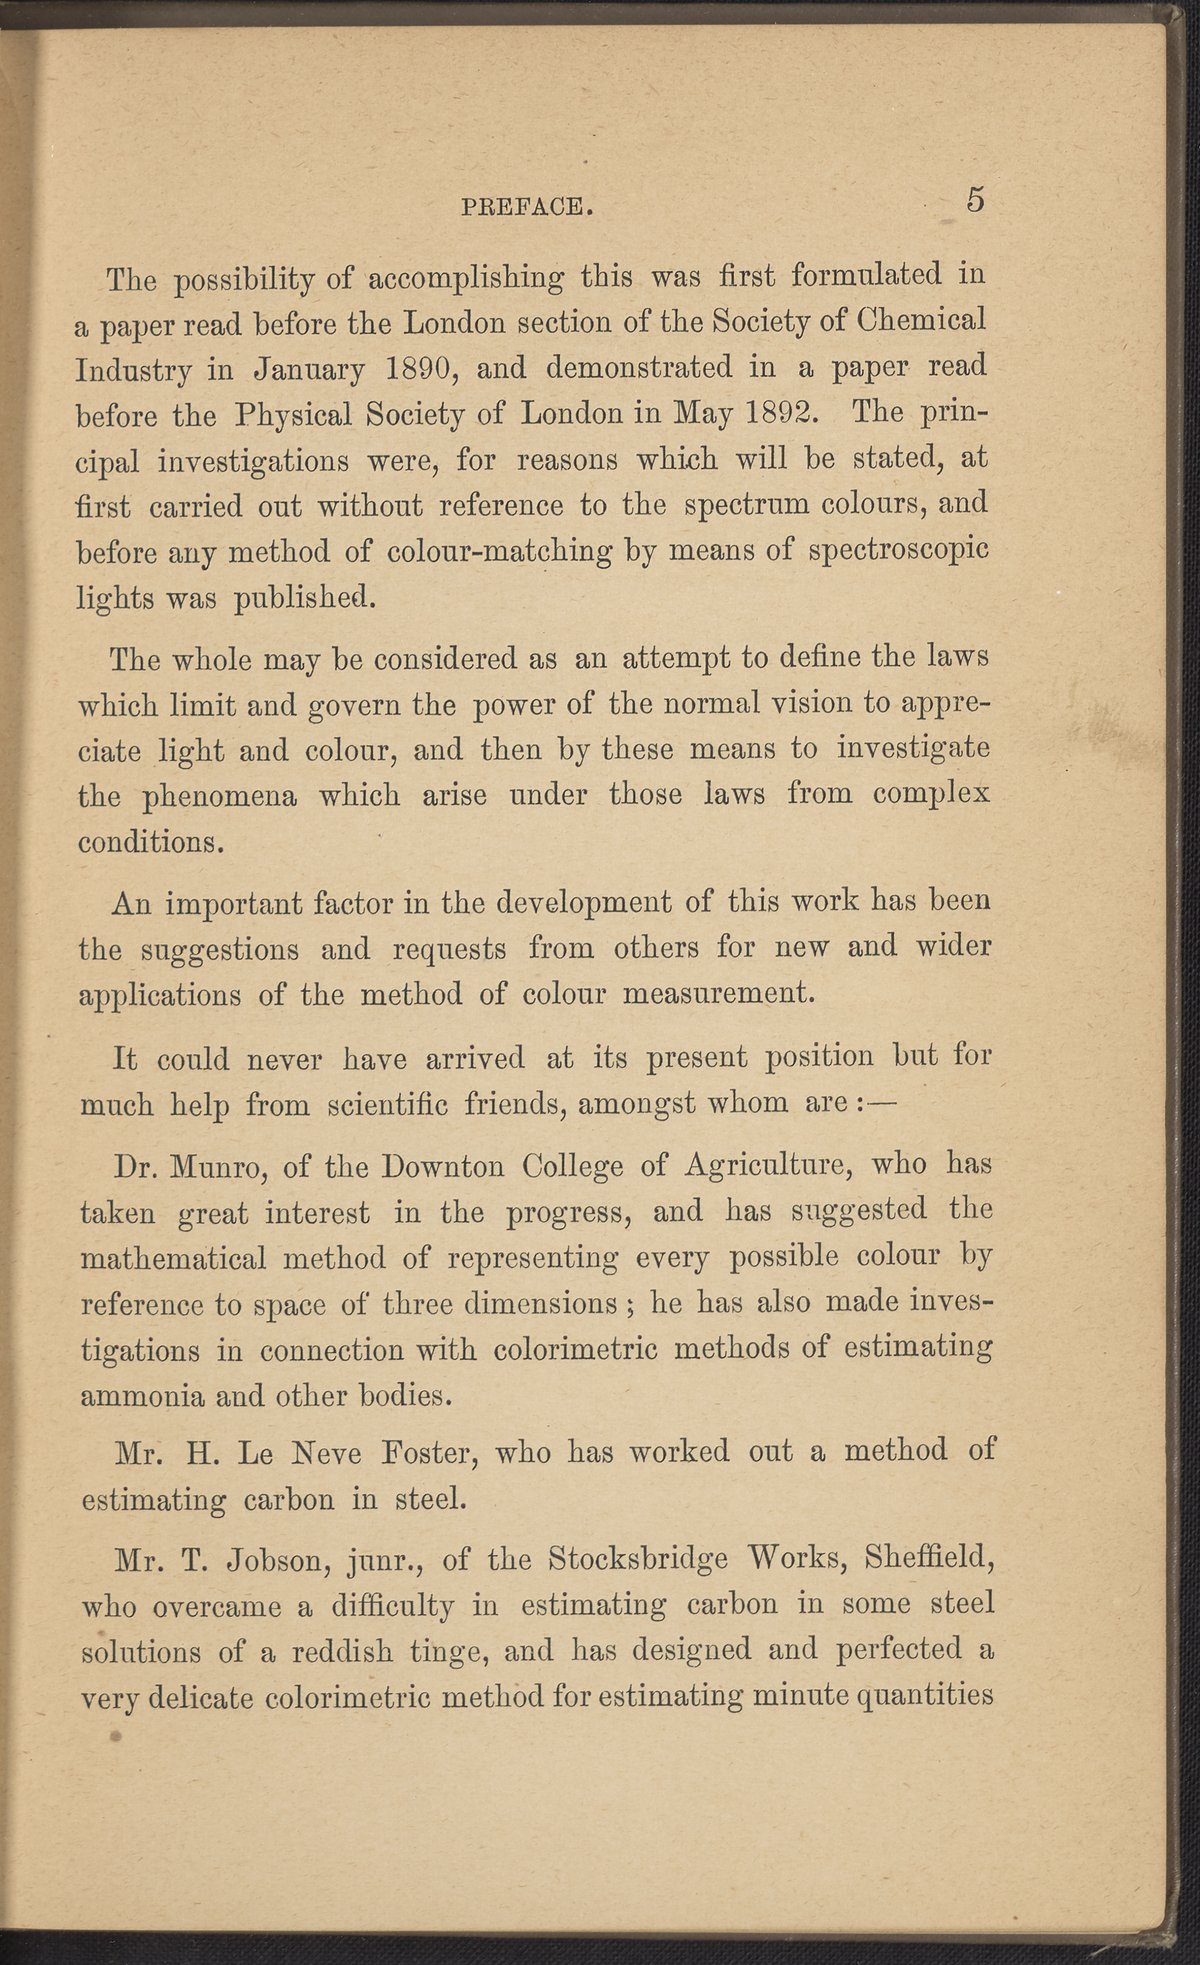 PREFACE. 5
The possibility of accomplishing this was first formulated in
a paper read before the London section of the Society of Chemical
Industry in January 1890, and demonstrated in a paper read
before the Physical Society of London in May 1892. The prin-
cipal investigations were, for reasons which will be stated, at
first carried out without reference to the spectrum colours, and
before any method of colour-matching by means of spectroscopic
lights was published.
The whole may be considered as an attempt to define the laws
which limit and govern the power of the normal vision to appre-
ciate light and colour, and then by these means to investigate
the phenomena which arise under those laws from complex
conditions.
An important factor in the development of this work has been
the suggestions and requests from others for new and wider
applications of the method of colour measurement.
It could never have arrived at its present position but for
much help from scientific friends, amongst whom are :—
Dr. Munro, of the Downton College of Agriculture, who has
taken great interest in the progress, and has suggested the
mathematical method of representing every possible colour by
reference to space of three dimensions ; he has also made inves-
tigations in connection with colorimetric methods of estimating
ammonia and other bodies.
Mr. H. Le Neve Foster, who has worked out a method of
estimating carbon in steel.
Mr. T. Jobson, junr., of the Stocksbridge Works, Sheffield,
who overcame a difficulty in estimating carbon in some steel
solutions of a reddish tinge, and has designed and perfected a
very delicate colorimetric method for estimating minute quantities